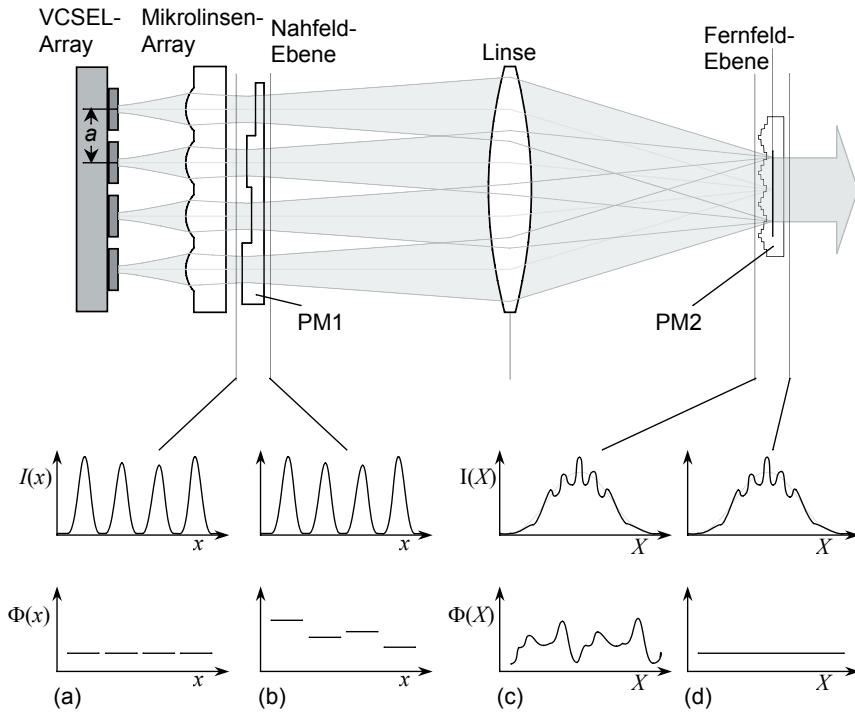 VCSEL-
Array
Mikrolinsen-
Array
Nahfeld-
Ebene
Linse
Fernfeld-
Ebene
a
PM1
PM2
I(x)
x
x
I(X)
X
X
Φ(x)
x
x
Φ(X)
X
X
(a)
(b)
(c)
(d)